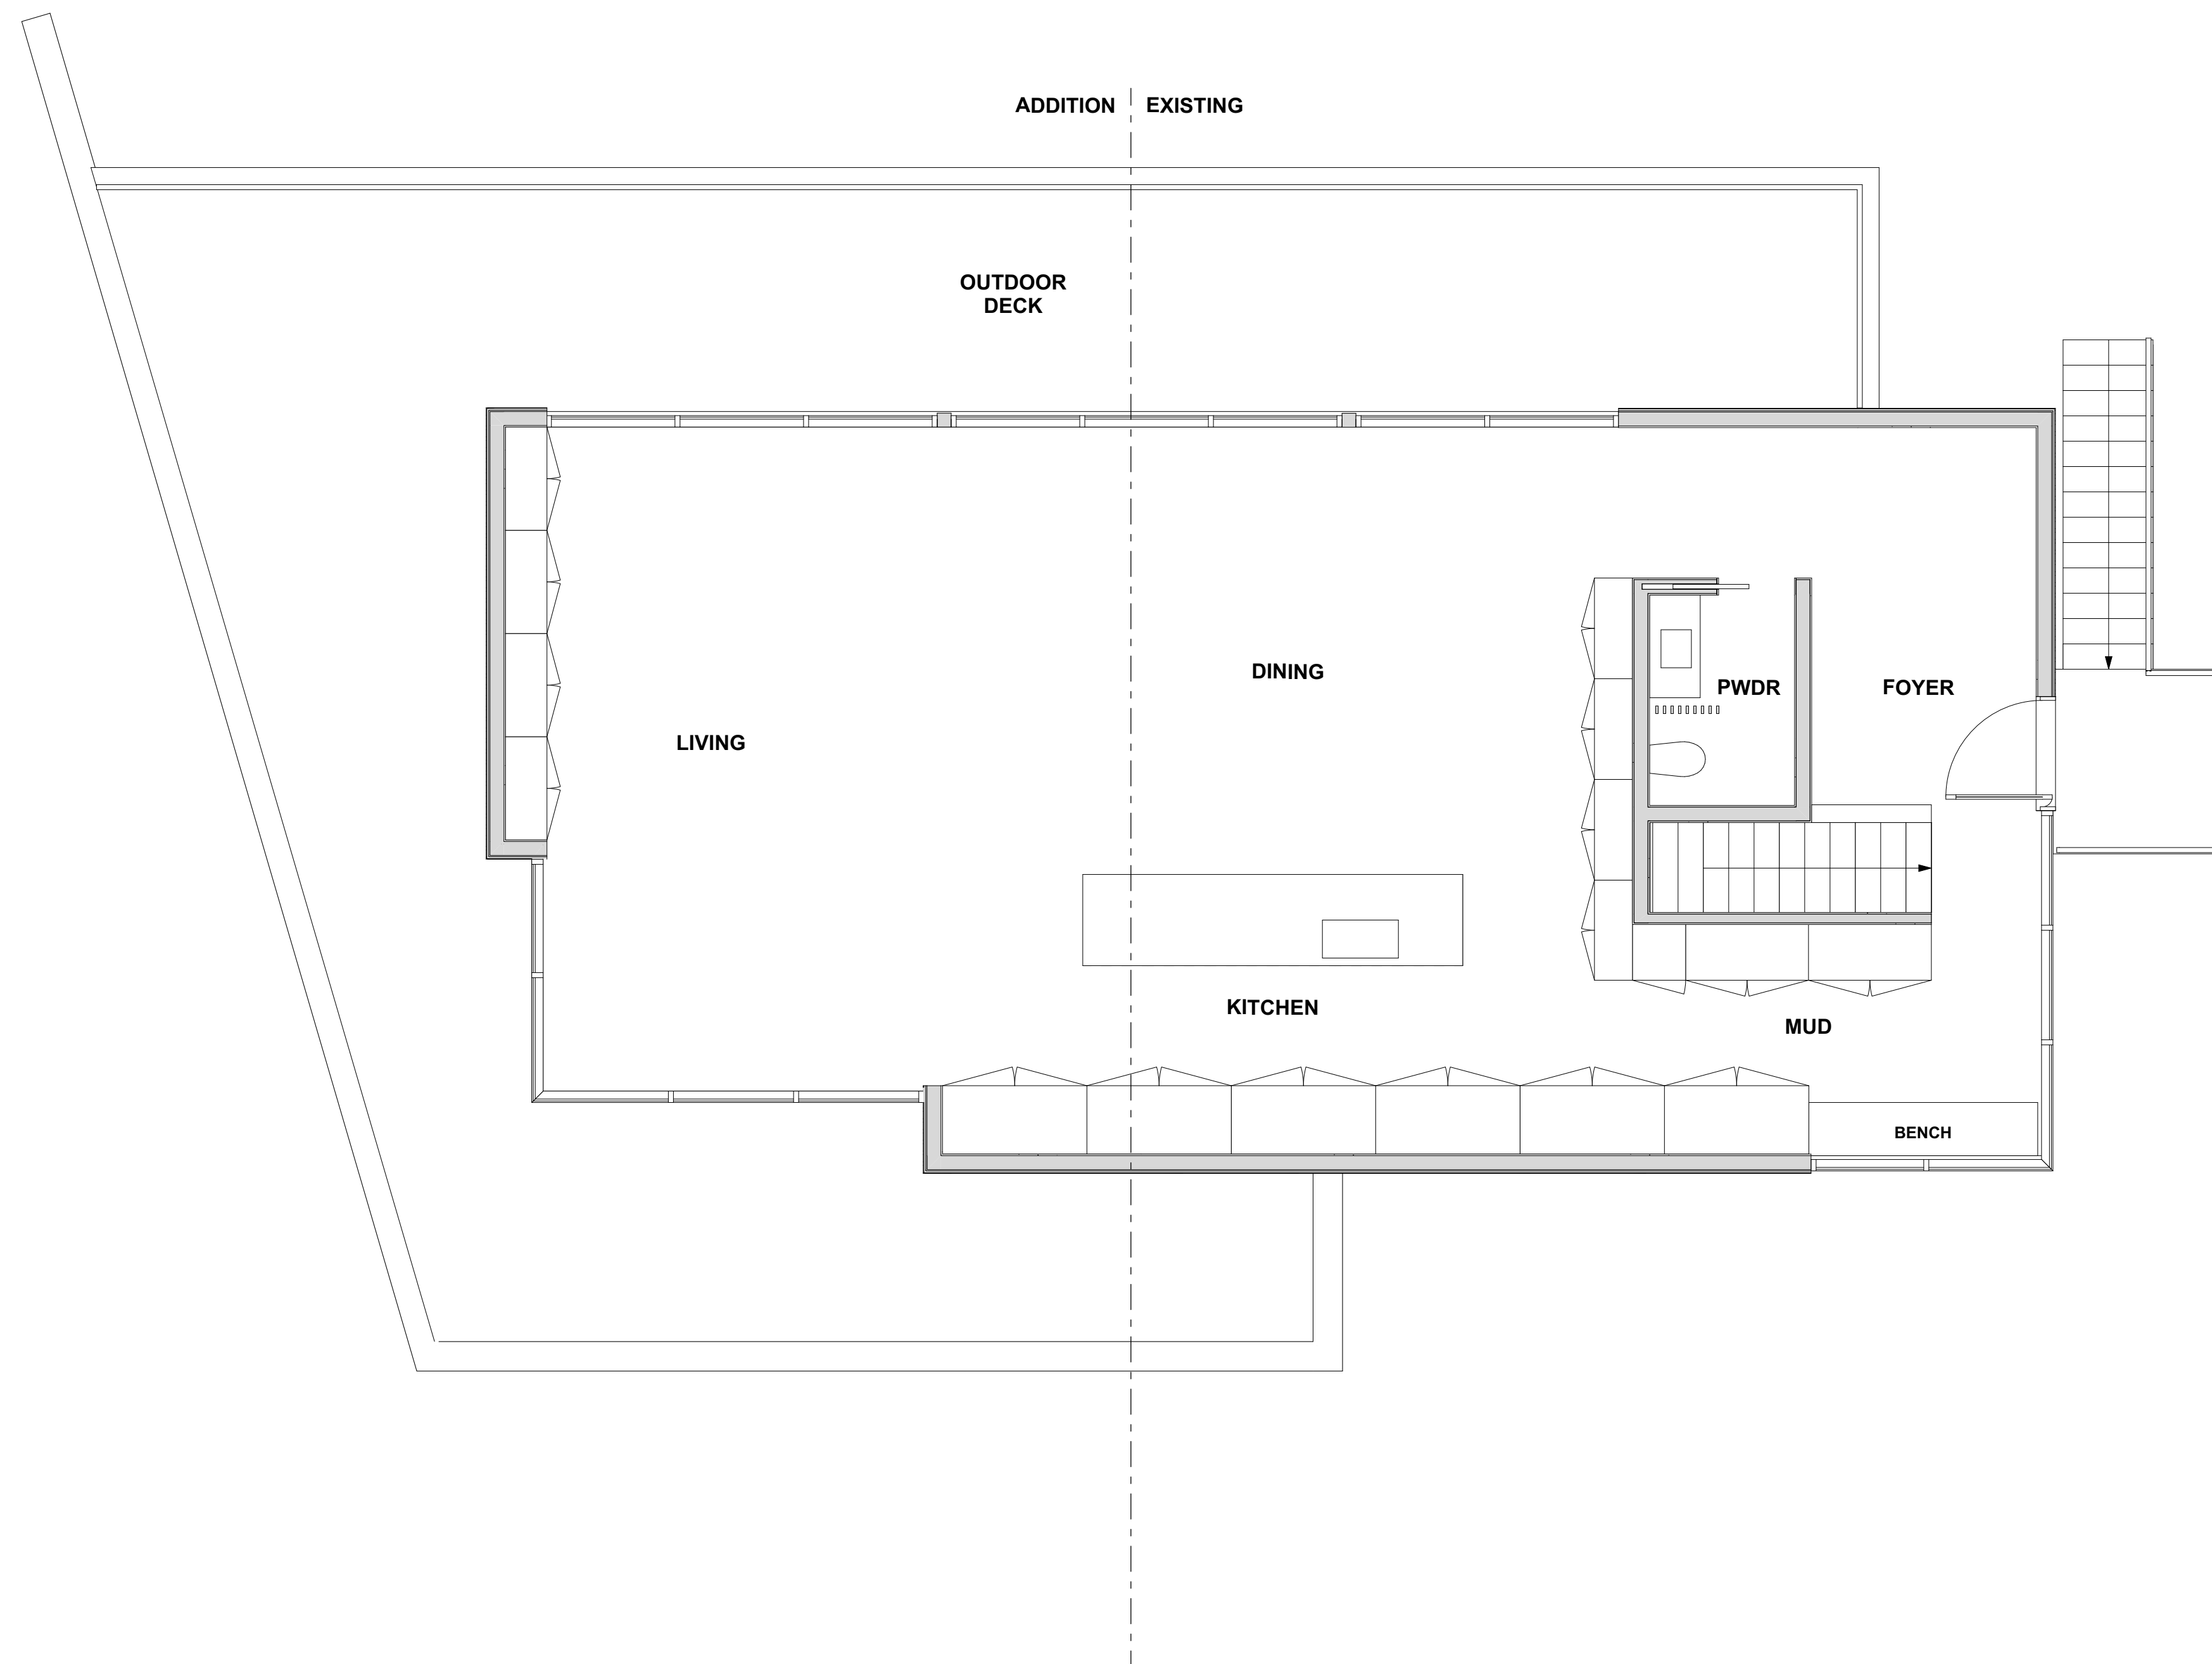 ADDITION EXISTING
OUTDOOR
DECK
DINING
PWDR
FOYER
LIVING
KITCHEN
MUD
BENCH